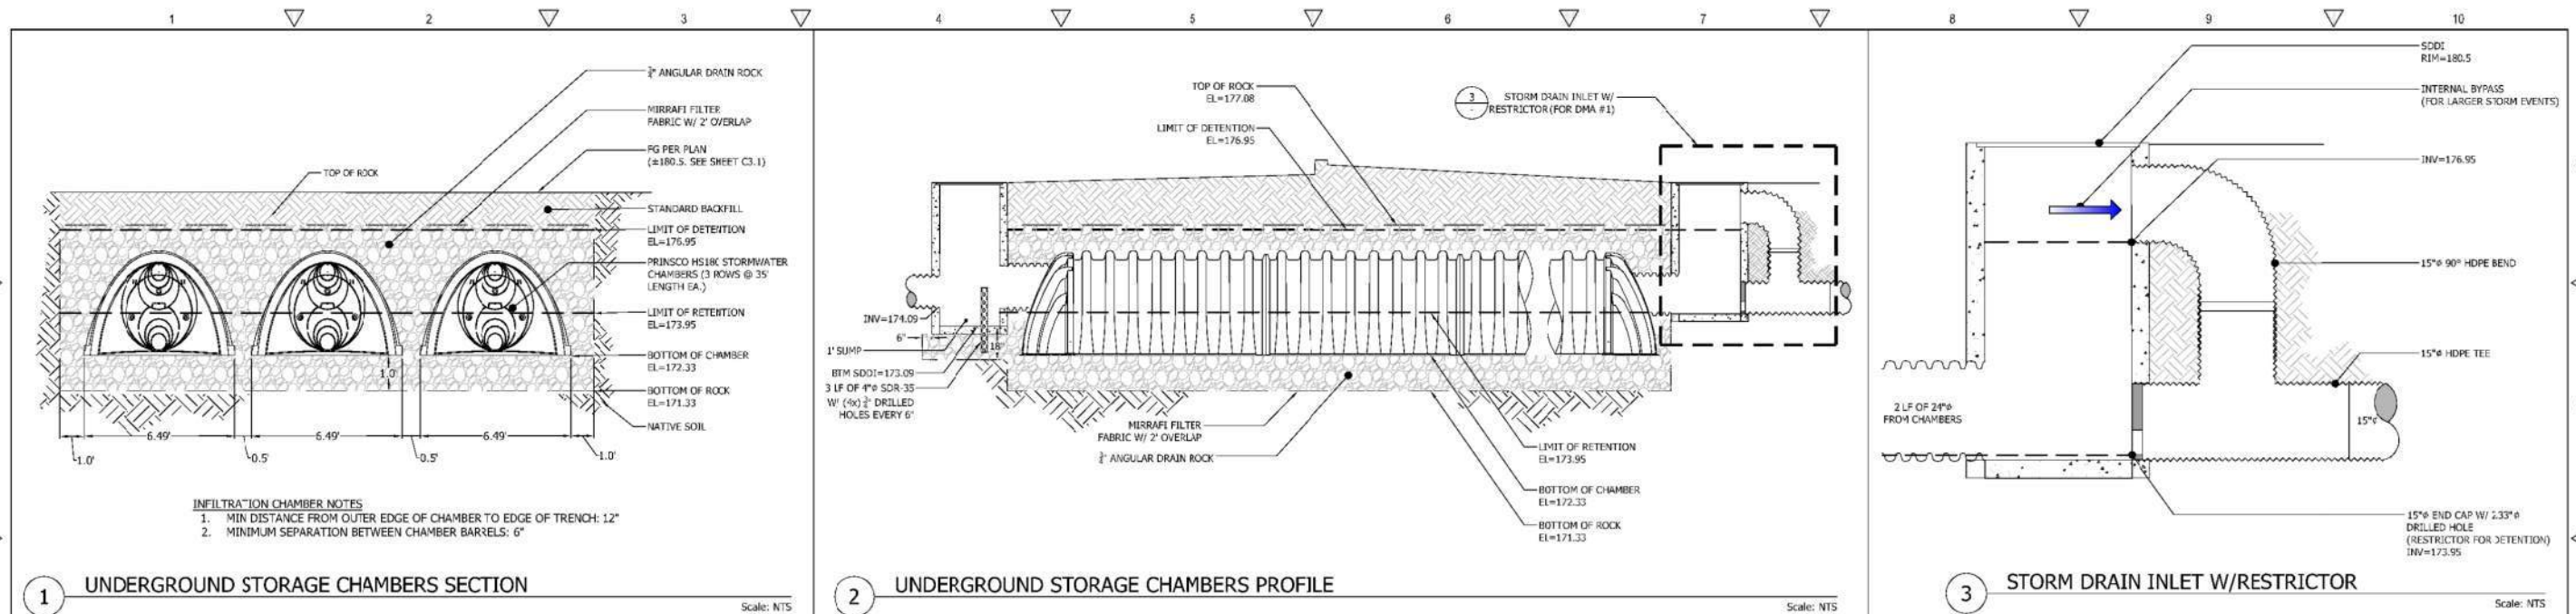 1
2
3
4
5
6
7
8
9
10
¾" ANGULAR DRAIN ROCK
MIRRAFI FILTER
FABRIC W/ 2' OVERLAP
FG PER PLAN
(±180.5. SEE SHEET C3.1)
TOP OF ROCK
STANDARD BACKFILL
LIMIT OF DETENTION
EL=176.95
STORMWATER
CHAMBERS (3 ROWS @ 35'
LENGTH EA.)
LIMIT OF RETENTION
EL=173.95
BOTTOM OF CHAMBER
EL=172.33
1.0'
BOTTOM OF ROCK
EL=171.33
NATIVE SOIL
6.49'
6.49'
6.49'
1.0'
0.5'
0.5'
1.0'
INFILTRATION CHAMBER NOTES
1. MIN DISTANCE FROM OUTER EDGE OF CHAMBER TO EDGE OF TRENCH: 12"
2. MINIMUM SEPARATION BETWEEN CHAMBER BARRELS: 6"
1
UNDERGROUND STORAGE CHAMBERS SECTION
Scale: NTS
TOP OF ROCK
EL=177.08
LIMIT OF DETENTION
EL=176.95
3
-
STORM DRAIN INLET W/
RESTRICTOR (FOR DMA #1)
INV=174.09
6"
18"
1' SUMP
BTM SDDI=173.09
3 LF OF 4"ø SDR-35
DRILLED
HOLES EVERY 6"
MIRRAFI FILTER
FABRIC W/ 2' OVERLAP
¾" ANGULAR DRAIN ROCK
LIMIT OF RETENTION
EL=173.95
BOTTOM OF CHAMBER
EL=172.33
BOTTOM OF ROCK
EL=171.33
2
UNDERGROUND STORAGE CHAMBERS PROFILE
Scale: NTS
SDDI
RIM=180.5
INTERNAL BYPASS
(FOR LARGER STORM EVENTS)
INV=176.95
15"ø 90° HDPE BEND
15"ø HDPE TEE
2 LF OF 24"ø
FROM CHAMBERS
15"ø
15"ø END CAP W/ 2.33"ø
DRILLED HOLE
(RESTRICTOR FOR DETENTION)
INV=173.95
3
STORM DRAIN INLET W/RESTRICTOR
Scale: NTS